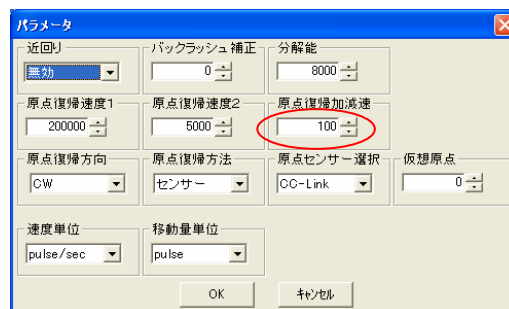 パラメータ
近回り バックラッシュ補正 分解能
無効 0 8000
原点復帰速度1 原点復帰速度2 原点復帰加減速
200000 5000 100
原点復帰方向 原点復帰方法 原点センサー選択 仮想原点
CW センサー CC-Link 0
速度単位 移動量単位
pulse/sec pulse
OK キャンセル